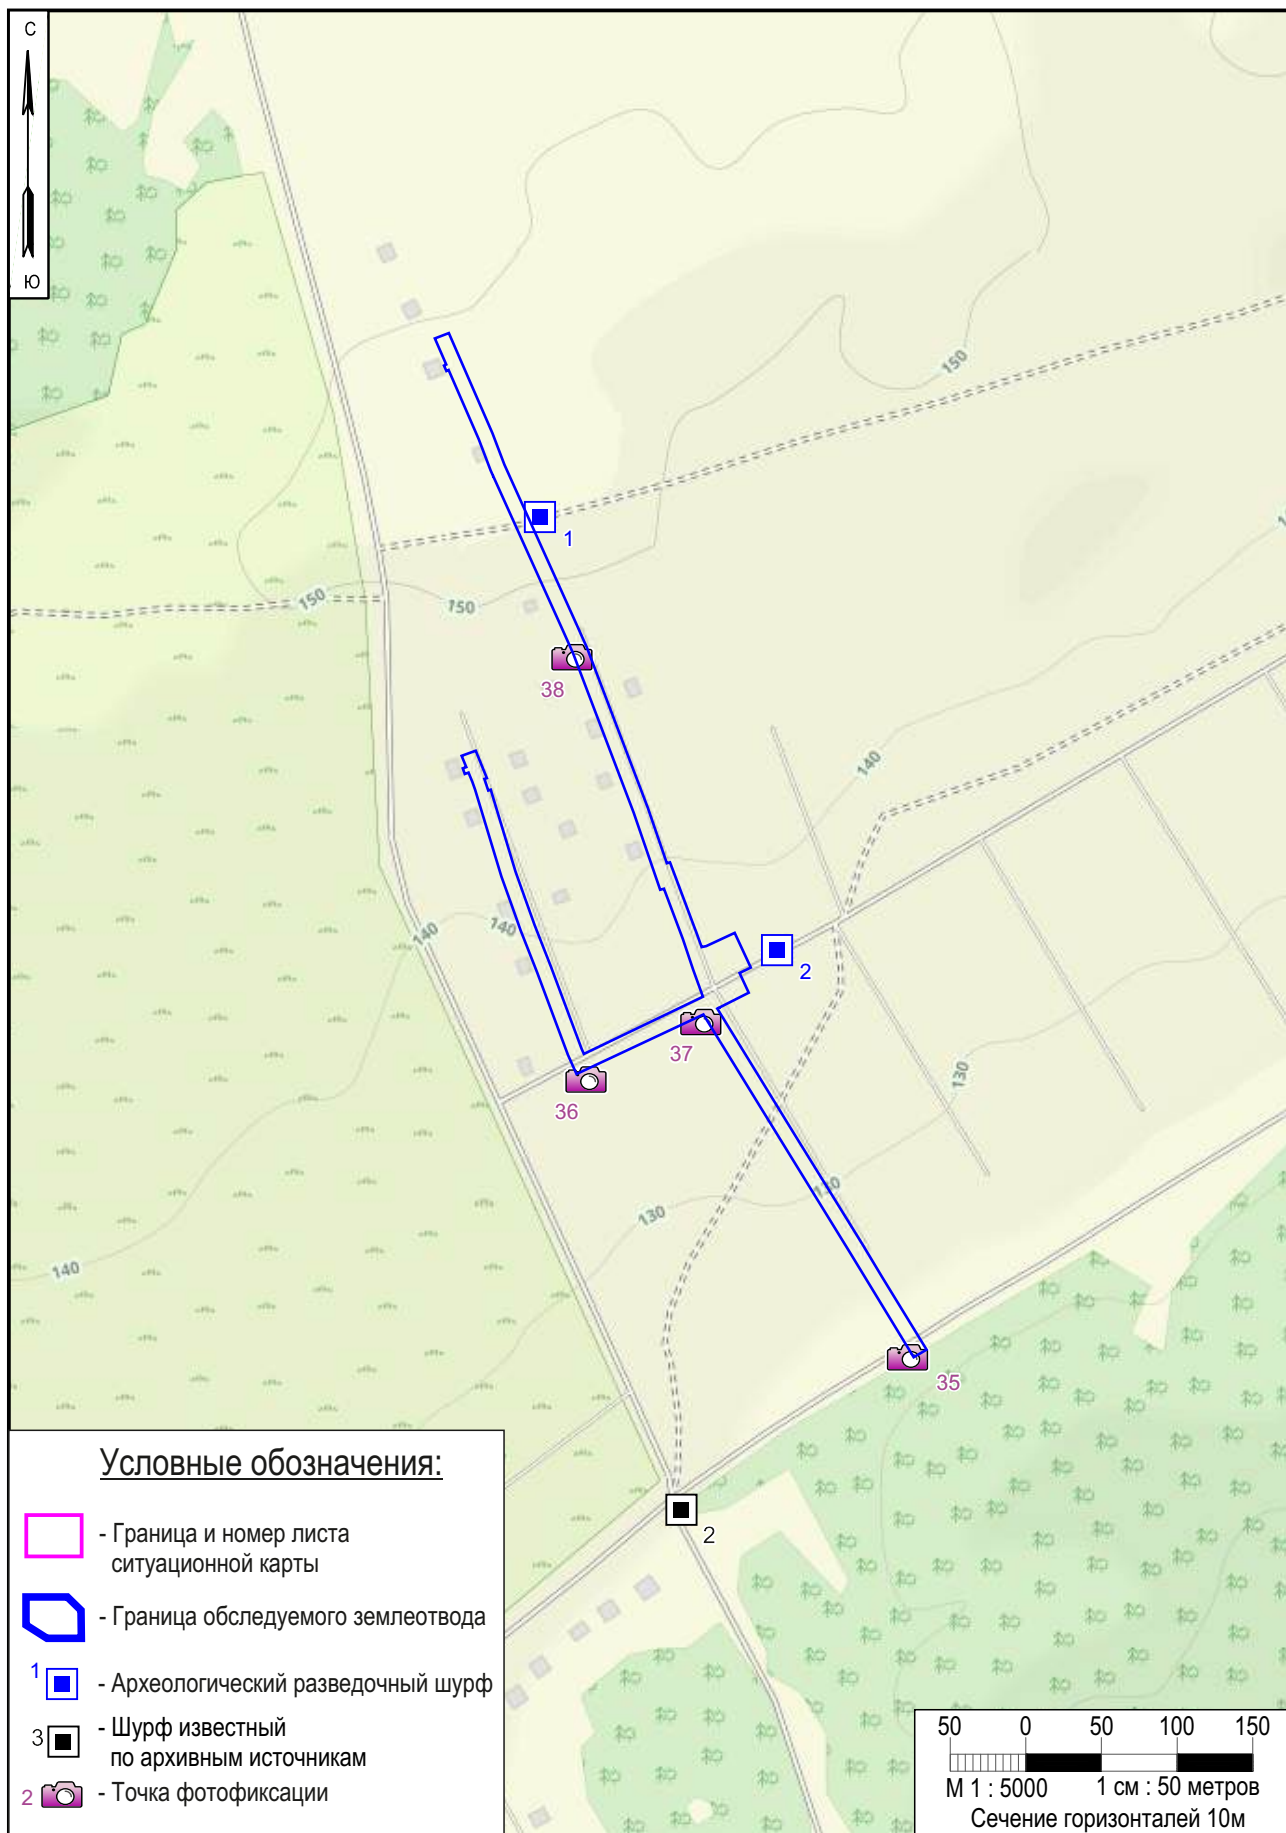 С
Ю
150
1
150
150
38
140
140
140
2
37
36
130
130
130
140
35
2
Условные обозначения:
- Граница и номер листа
ситуационной карты
- Граница обследуемого землеотвода
1
- Археологический разведочный шурф
3
- Шурф известный
по архивным источникам
2
- Точка фотофиксации
50 0 50 100 150
М 1 : 5000 1 см : 50 метров
Сечение горизонталей 10м